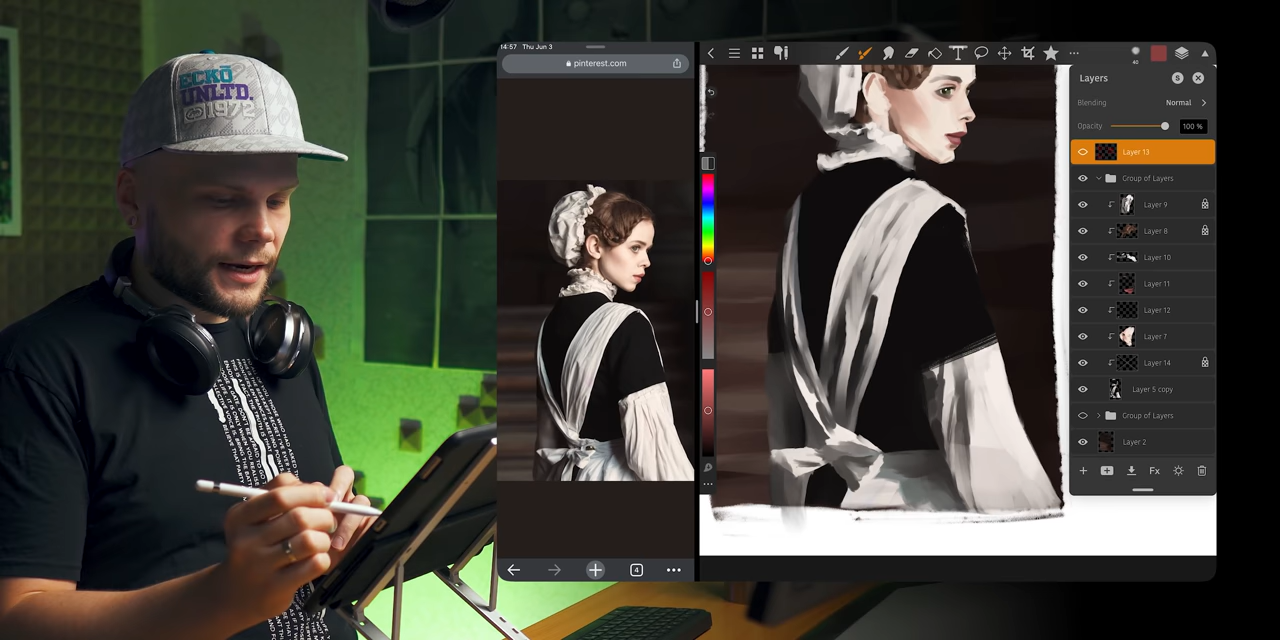 ECKŌ
UNLTD.
1972
14:57 Thu Jun 3
pinterest.com
4
T
40
Layers
S
Blending
Normal
Opacity
100 %
Layer 13
Group of Layers
Layer 9
Layer 8
Layer 10
Layer 11
Layer 12
Layer 7
Layer 14
Layer 5 copy
Group of Layers
Layer 2
Fx